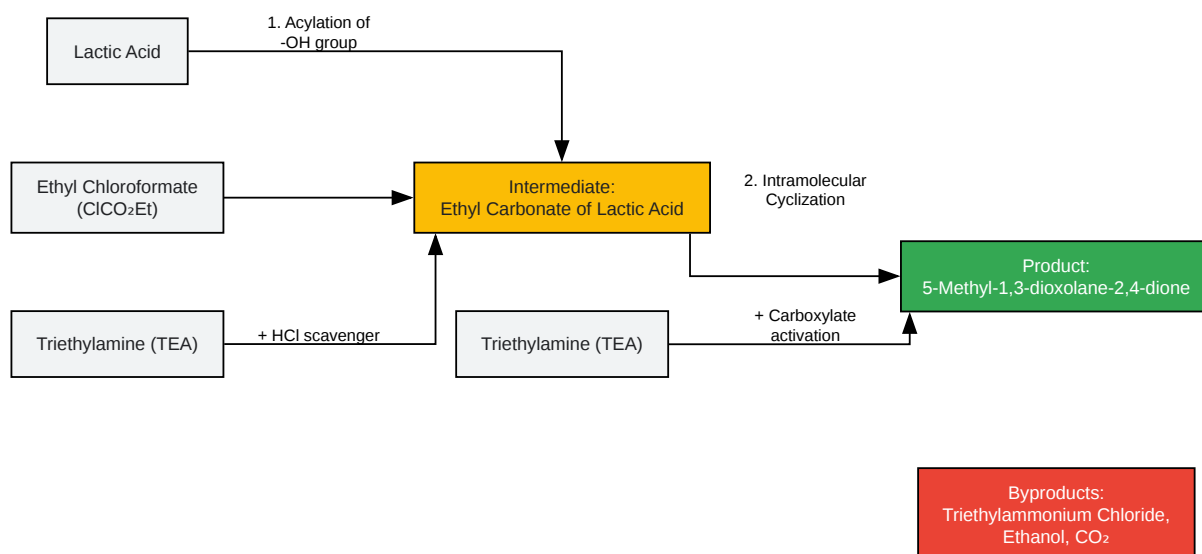 Lactic Acid
1. Acylation of
-OH group
Ethyl Chloroformate
(ClCO₂Et)
Intermediate:
Ethyl Carbonate of Lactic Acid
2. Intramolecular
Cyclization
Product:
5-Methyl-1,3-dioxolane-2,4-dione
Triethylamine (TEA)
+ HCl scavenger
Triethylamine (TEA)
+ Carboxylate
activation
Byproducts:
Triethylammonium Chloride,
Ethanol, CO₂